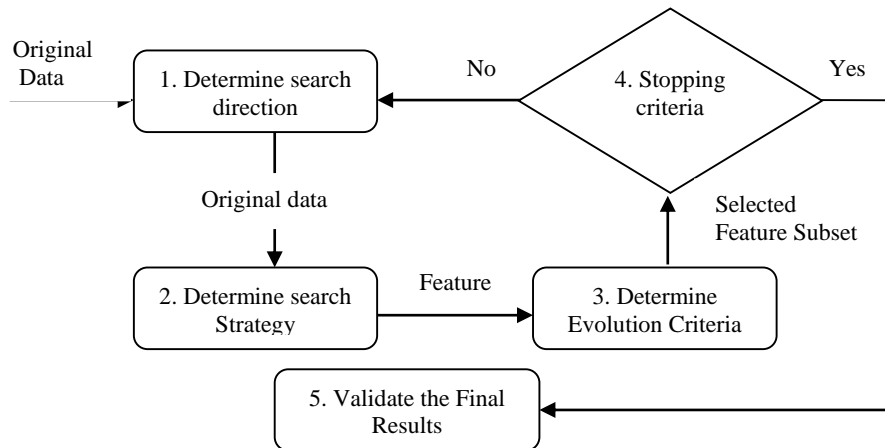 Original
Data
1. Determine search
direction
No
4. Stopping
criteria
Yes
Original data
Selected
Feature Subset
2. Determine search
Strategy
Feature
3. Determine
Evolution Criteria
5. Validate the Final
Results